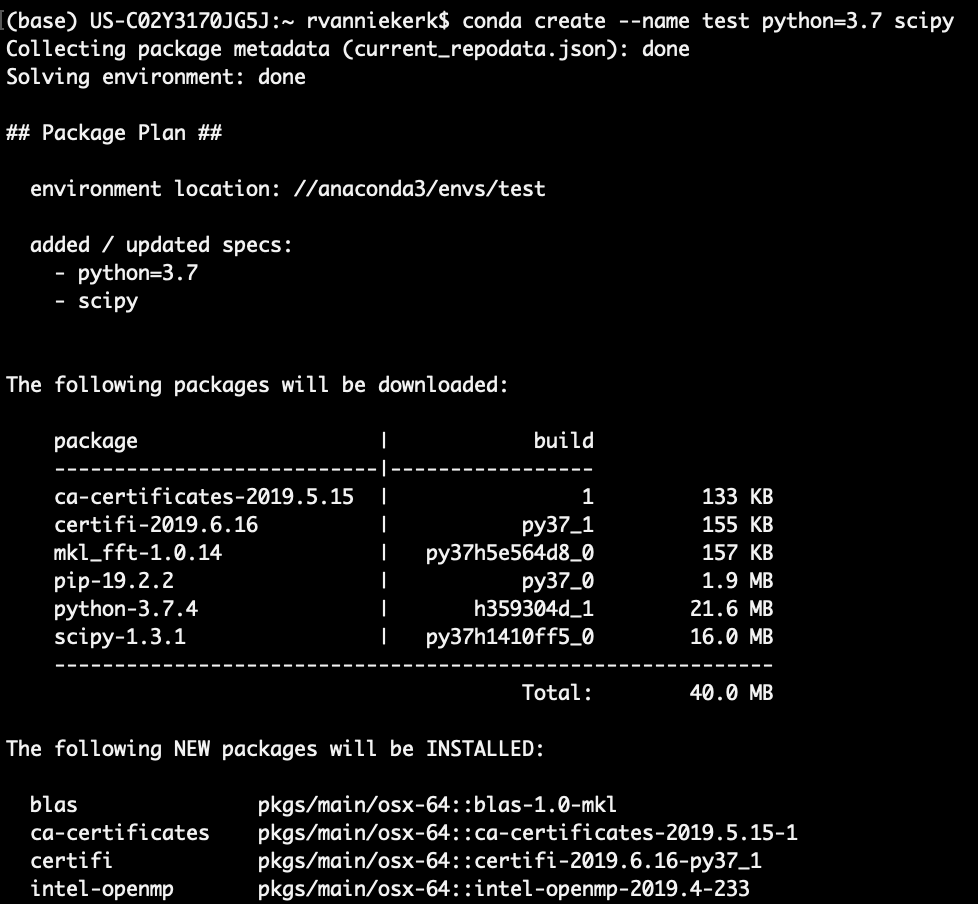 (base) US-C02Y3170JG5J:~ rvanniekerk$ conda create --name test python=3.7 scipy
Collecting package metadata (current_repodata.json): done
Solving environment: done

## Package Plan ##

  environment location: //anaconda3/envs/test

  added / updated specs:
    - python=3.7
    - scipy


The following packages will be downloaded:

    package                    |            build
    ---------------------------|-----------------
    ca-certificates-2019.5.15  |                1         133 KB
    certifi-2019.6.16          |           py37_1         155 KB
    mkl_fft-1.0.14             |   py37h5e564d8_0         157 KB
    pip-19.2.2                 |           py37_0         1.9 MB
    python-3.7.4               |       h359304d_1        21.6 MB
    scipy-1.3.1                |   py37h1410ff5_0        16.0 MB
    ------------------------------------------------------------
                                           Total:        40.0 MB

The following NEW packages will be INSTALLED:

  blas               pkgs/main/osx-64::blas-1.0-mkl
  ca-certificates    pkgs/main/osx-64::ca-certificates-2019.5.15-1
  certifi            pkgs/main/osx-64::certifi-2019.6.16-py37_1
  intel-openmp       pkgs/main/osx-64::intel-openmp-2019.4-233